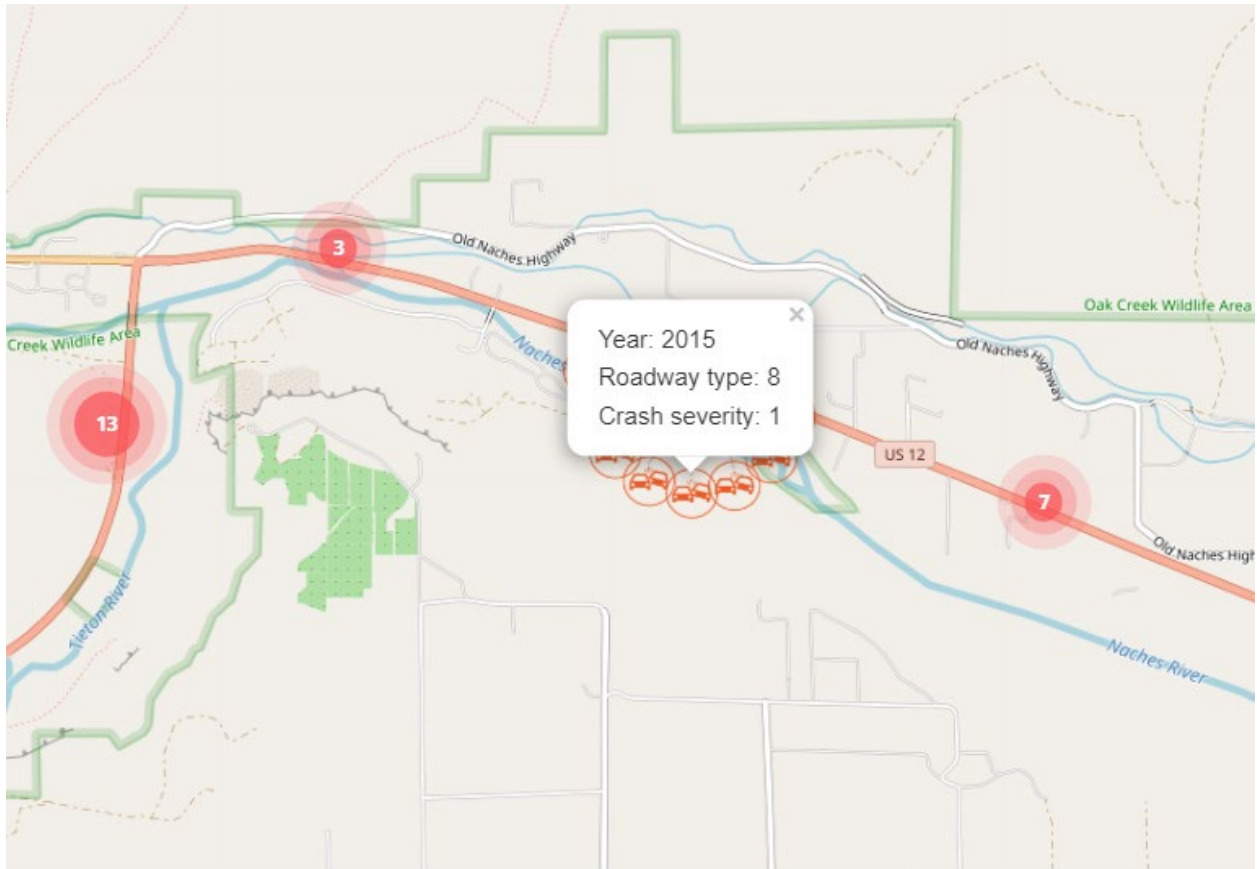 Old Naches Highway
3
Oak Creek Wildlife Area
Creek Wildlife Area
×
Year: 2015
Roadway type: 8
Crash severity: 1
Naches
Old Naches Highway
13
US 12
7
Old Naches High
Tieton River
Naches River